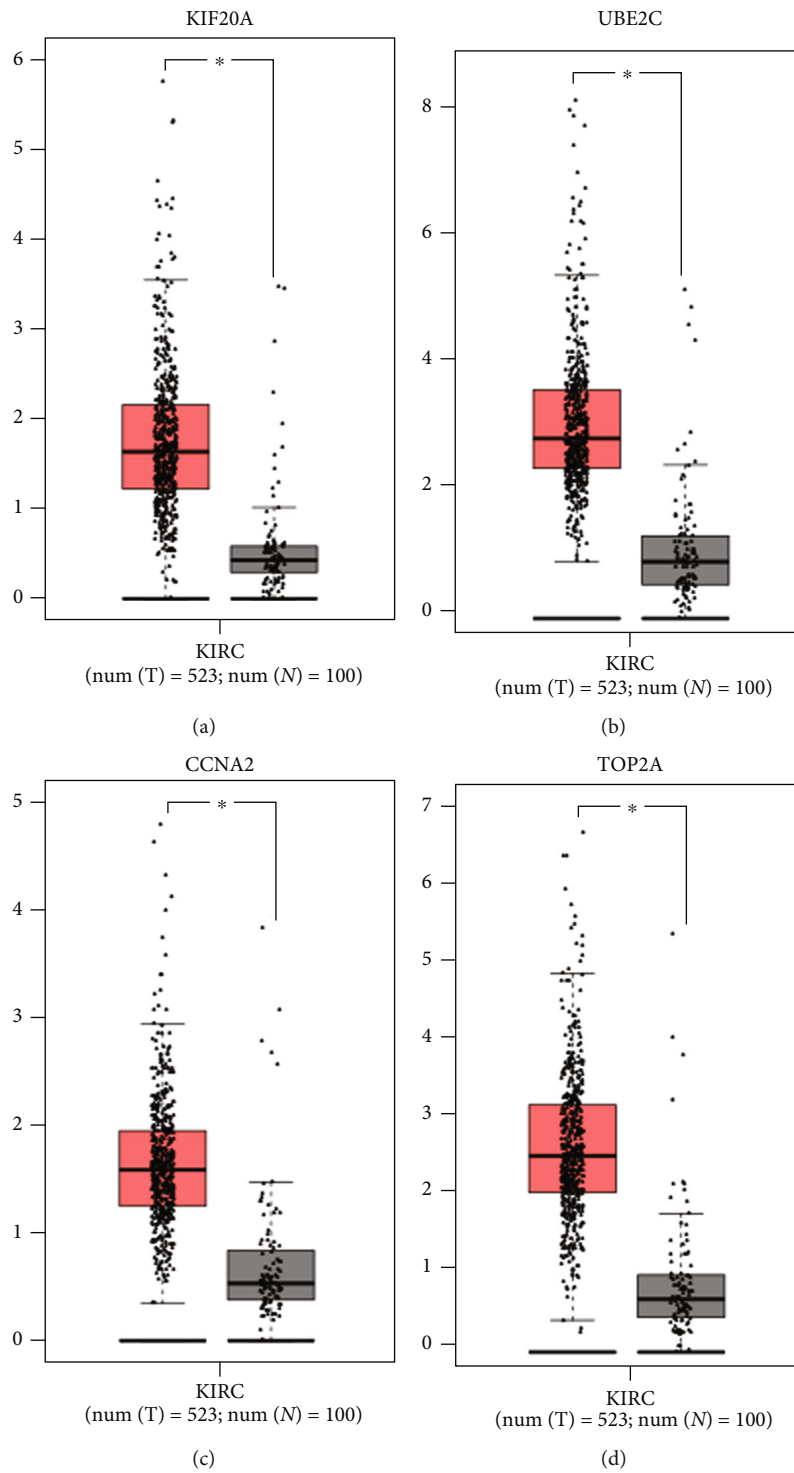 KIF20A
6
5
4
3
2
1
0
*
KIRC
(num (T) = 523; num (N) = 100)
(a)
UBE2C
8
6
4
2
0
*
KIRC
(num (T) = 523; num (N) = 100)
(b)
CCNA2
5
4
3
2
1
0
*
KIRC
(num (T) = 523; num (N) = 100)
(c)
TOP2A
7
6
5
4
3
2
1
0
*
KIRC
(num (T) = 523; num (N) = 100)
(d)